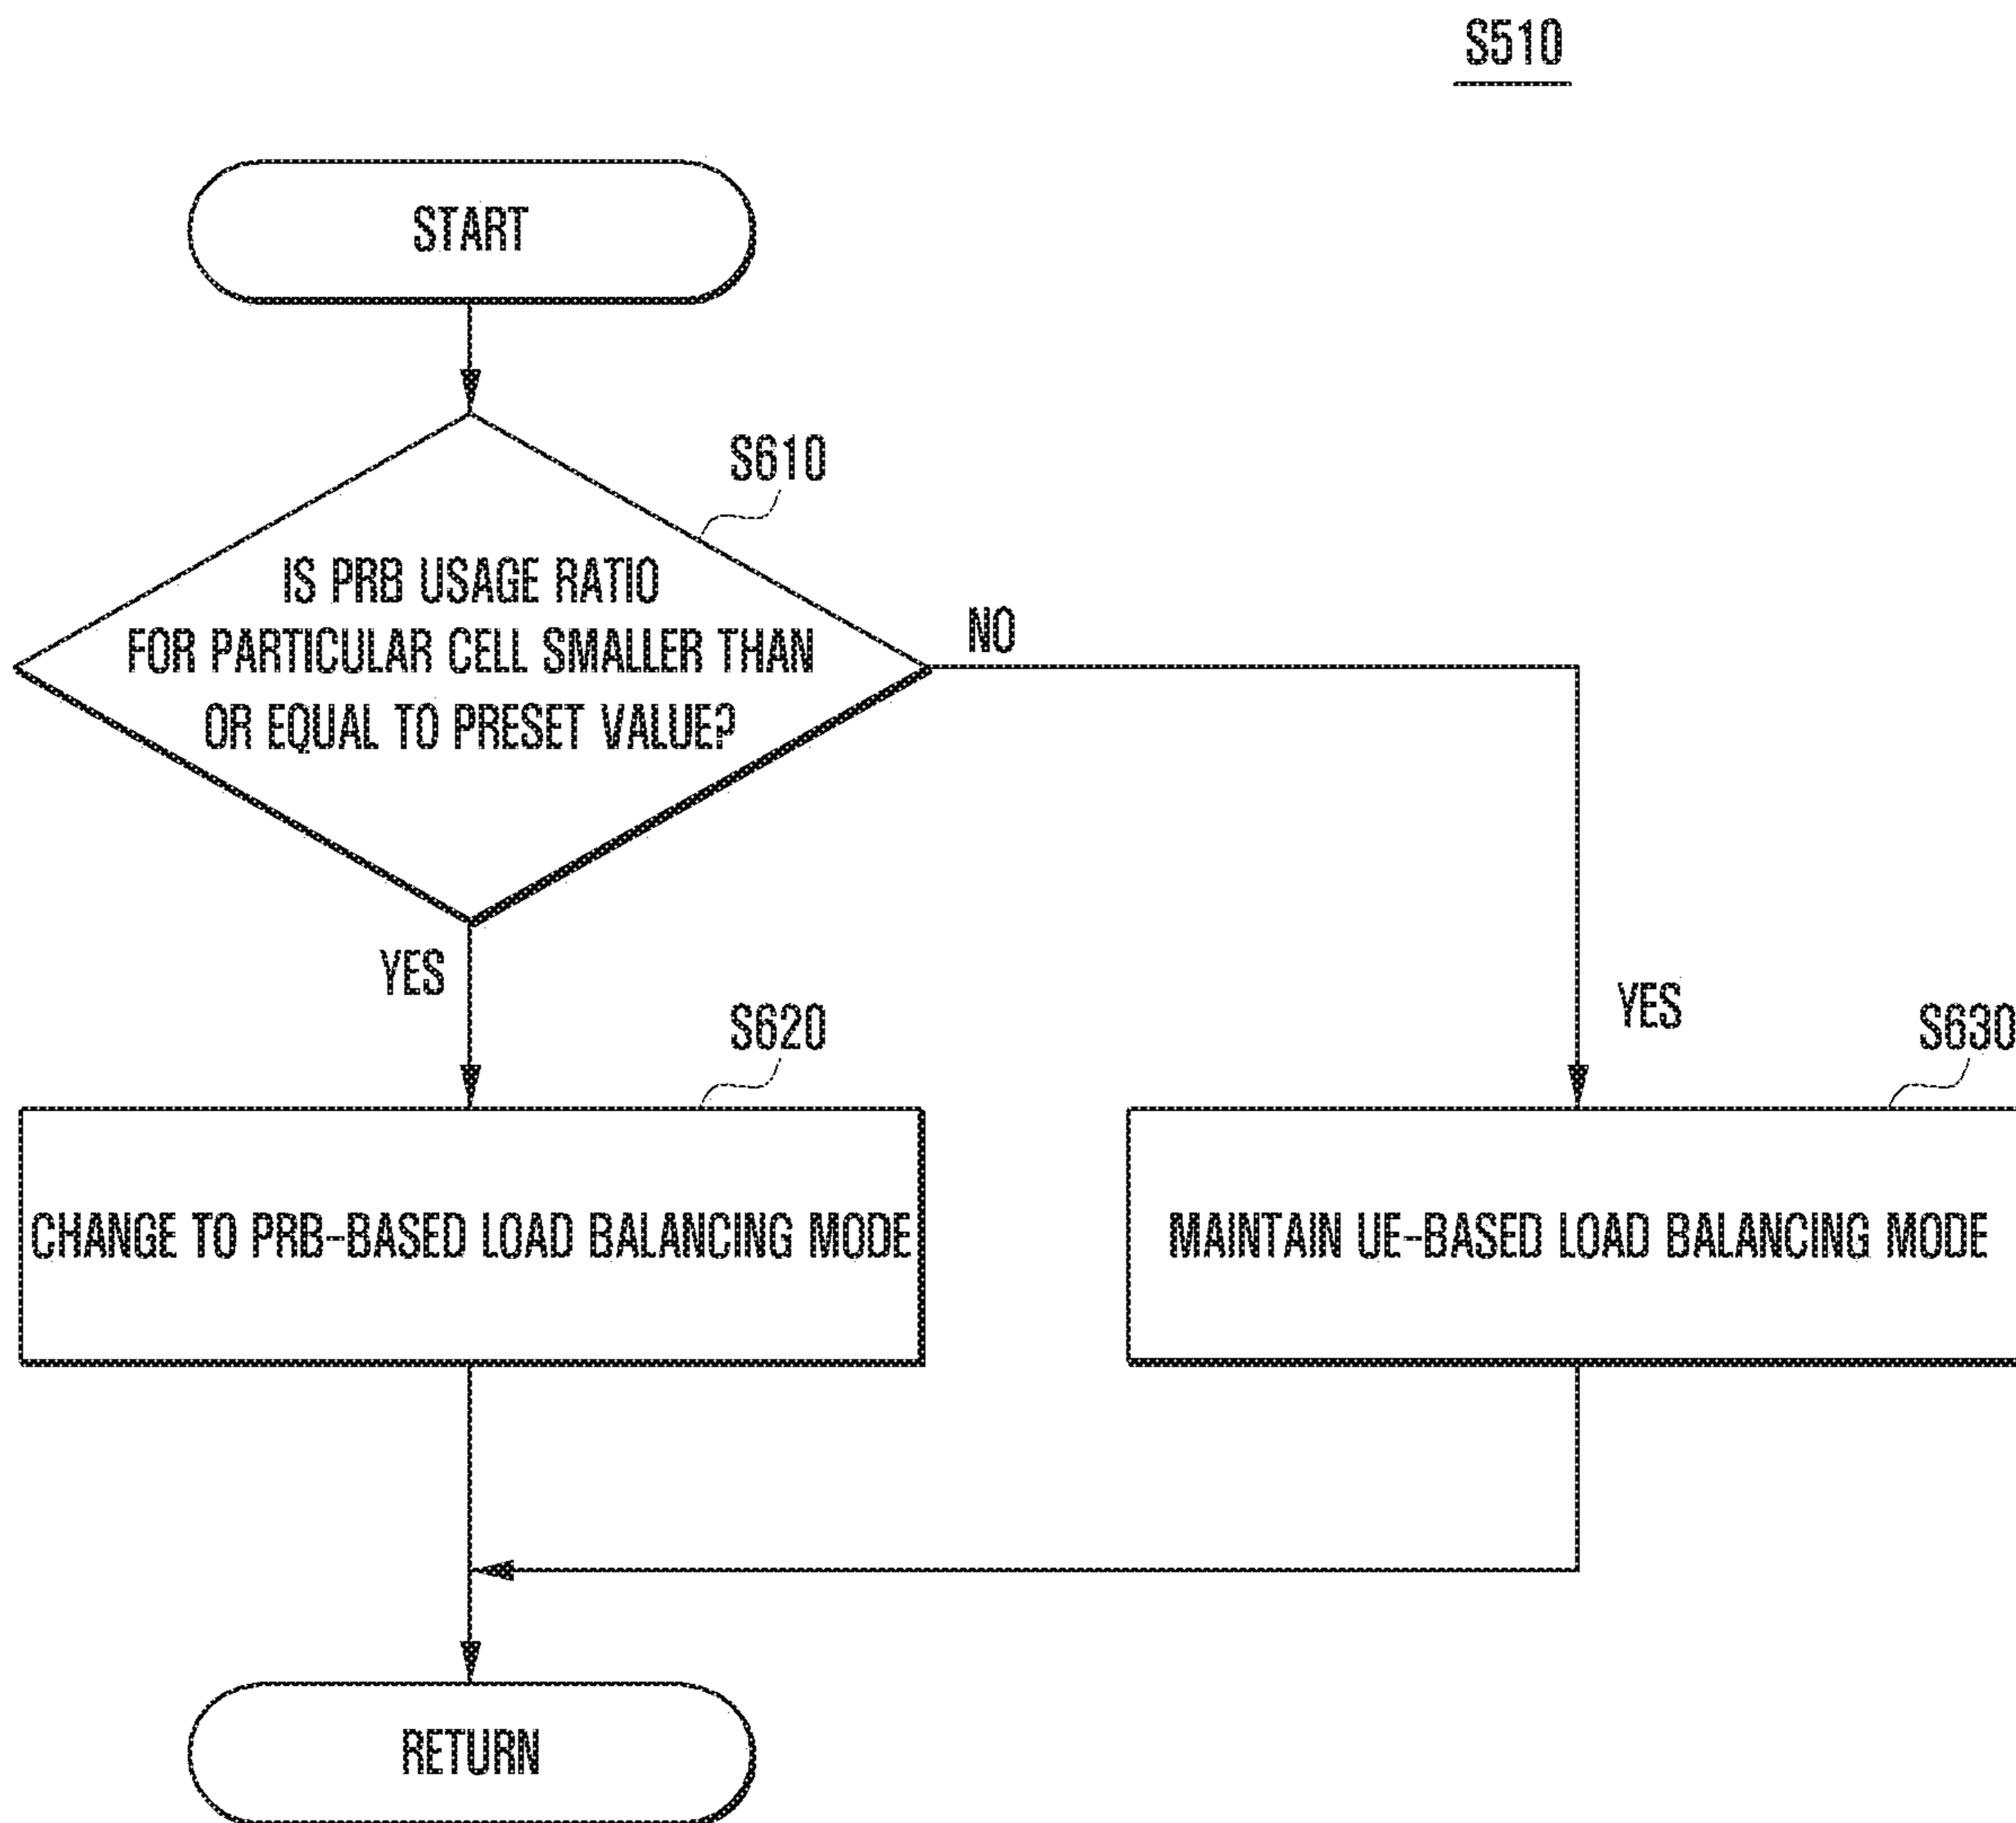 S510
START
S610
IS PRB USAGE RATIO
FOR PARTICULAR CELL SMALLER THAN
OR EQUAL TO PRESET VALUE?
NO
YES
YES
S620
S630
CHANGE TO PRB-BASED LOAD BALANCING MODE
MAINTAIN UE-BASED LOAD BALANCING MODE
RETURN